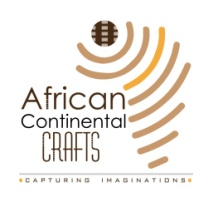 African
Continental
CRAFTS
CAPTURING IMAGINATIONS